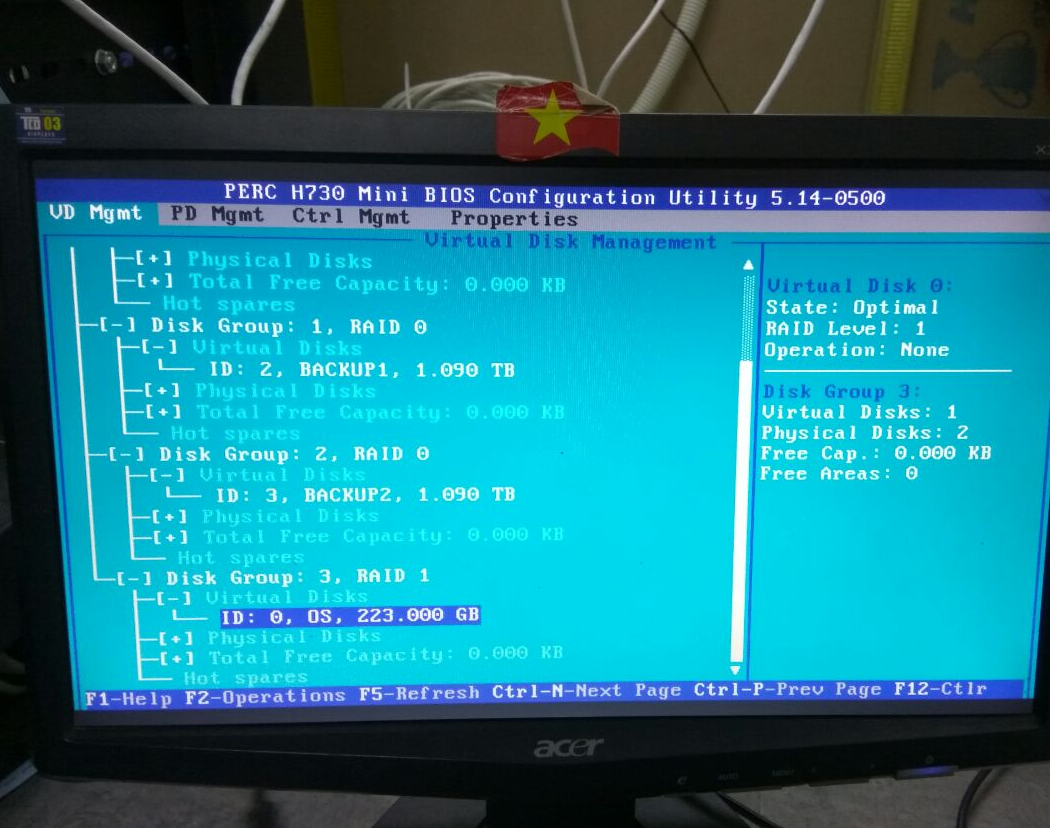 TCO 03
DISPLAYS
PERC H730 Mini BIOS Configuration Utility 5.14-0500
VD Mgmt PD Mgmt Ctrl Mgmt Properties
Virtual Disk Management
[+] Physical Disks
[+] Total Free Capacity: 0.000 KB
Hot spares
[-] Disk Group: 1, RAID 0
[-] Virtual Disks
ID: 2, BACKUP1, 1.090 TB
[+] Physical Disks
[+] Total Free Capacity: 0.000 KB
Hot spares
[-] Disk Group: 2, RAID 0
[-] Virtual Disks
ID: 3, BACKUP2, 1.090 TB
[+] Physical Disks
[+] Total Free Capacity: 0.000 KB
Hot spares
[-] Disk Group: 3, RAID 1
[-] Virtual Disks
ID: 0, OS, 223.000 GB
[+] Physical Disks
[+] Total Free Capacity: 0.000 KB
Hot spares
Virtual Disk 0:
State: Optimal
RAID Level: 1
Operation: None
Disk Group 3:
Virtual Disks: 1
Physical Disks: 2
Free Cap.: 0.000 KB
Free Areas: 0
F1-Help F2-Operations F5-Refresh Ctrl-N-Next Page Ctrl-P-Prev Page F12-Ctlr
acer
AUTO
MENU